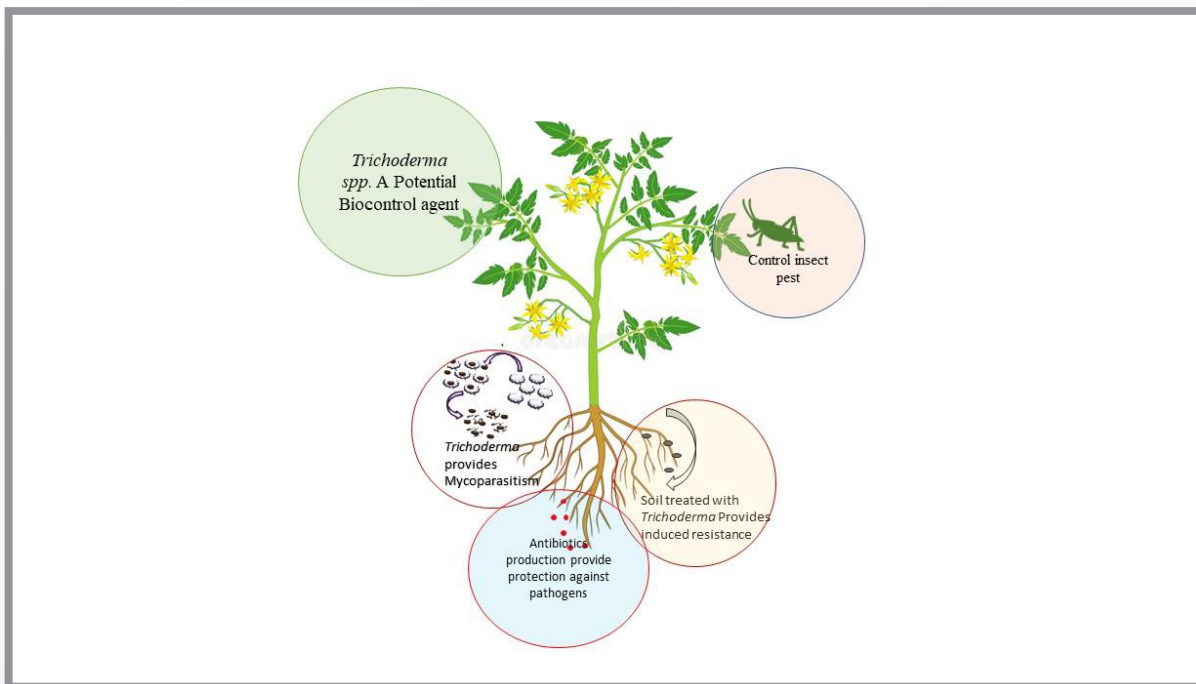 Trichoderma
spp. A Potential
Biocontrol agent
Control insect
pest
Trichoderma
provides
Mycoparasitism
Soil treated with
Trichoderma Provides
induced resistance
Antibiotics
production provide
protection against
pathogens